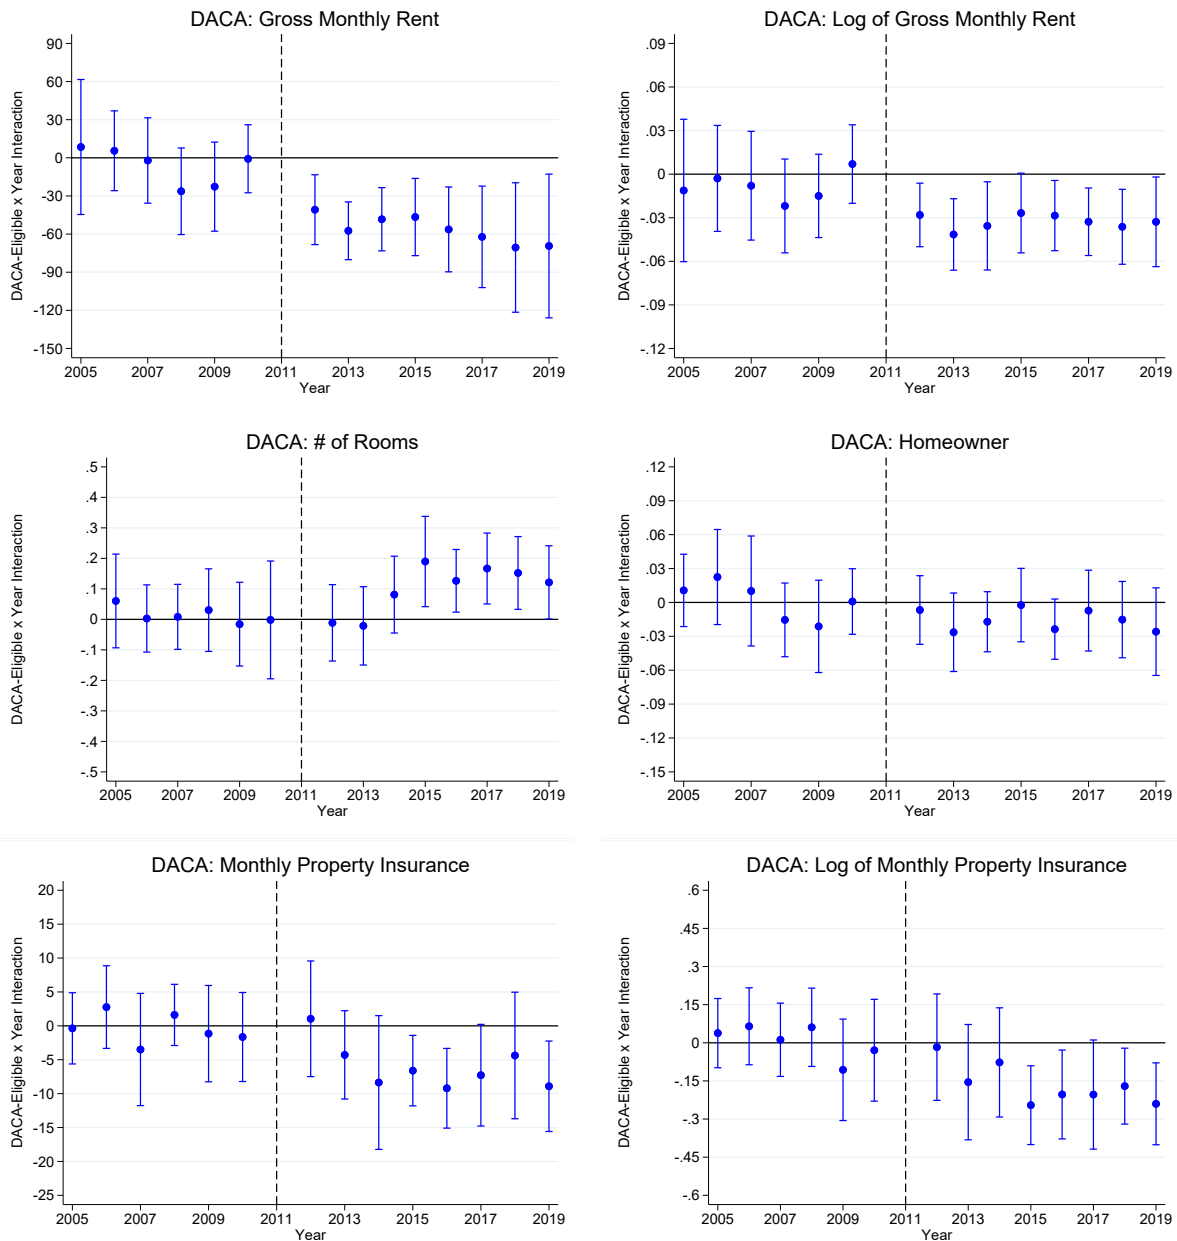 DACA: Gross Monthly Rent
DACA-Eligible x Year Interaction
90
60
30
0
-30
-60
-90
-120
-150
2005 2007 2009 2011 2013 2015 2017 2019
Year
DACA: Log of Gross Monthly Rent
DACA-Eligible x Year Interaction
.09
.06
.03
0
-.03
-.06
-.09
-.12
2005 2007 2009 2011 2013 2015 2017 2019
Year
DACA: # of Rooms
DACA-Eligible x Year Interaction
.5
.4
.3
.2
.1
0
-.1
-.2
-.3
-.4
-.5
2005 2007 2009 2011 2013 2015 2017 2019
Year
DACA: Homeowner
DACA-Eligible x Year Interaction
.12
.09
.06
.03
0
-.03
-.06
-.09
-.12
-.15
2005 2007 2009 2011 2013 2015 2017 2019
Year
DACA: Monthly Property Insurance
DACA-Eligible x Year Interaction
20
15
10
5
0
-5
-10
-15
-20
-25
2005 2007 2009 2011 2013 2015 2017 2019
Year
DACA: Log of Monthly Property Insurance
DACA-Eligible x Year Interaction
.6
.45
.3
.15
0
-.15
-.3
-.45
-.6
2005 2007 2009 2011 2013 2015 2017 2019
Year